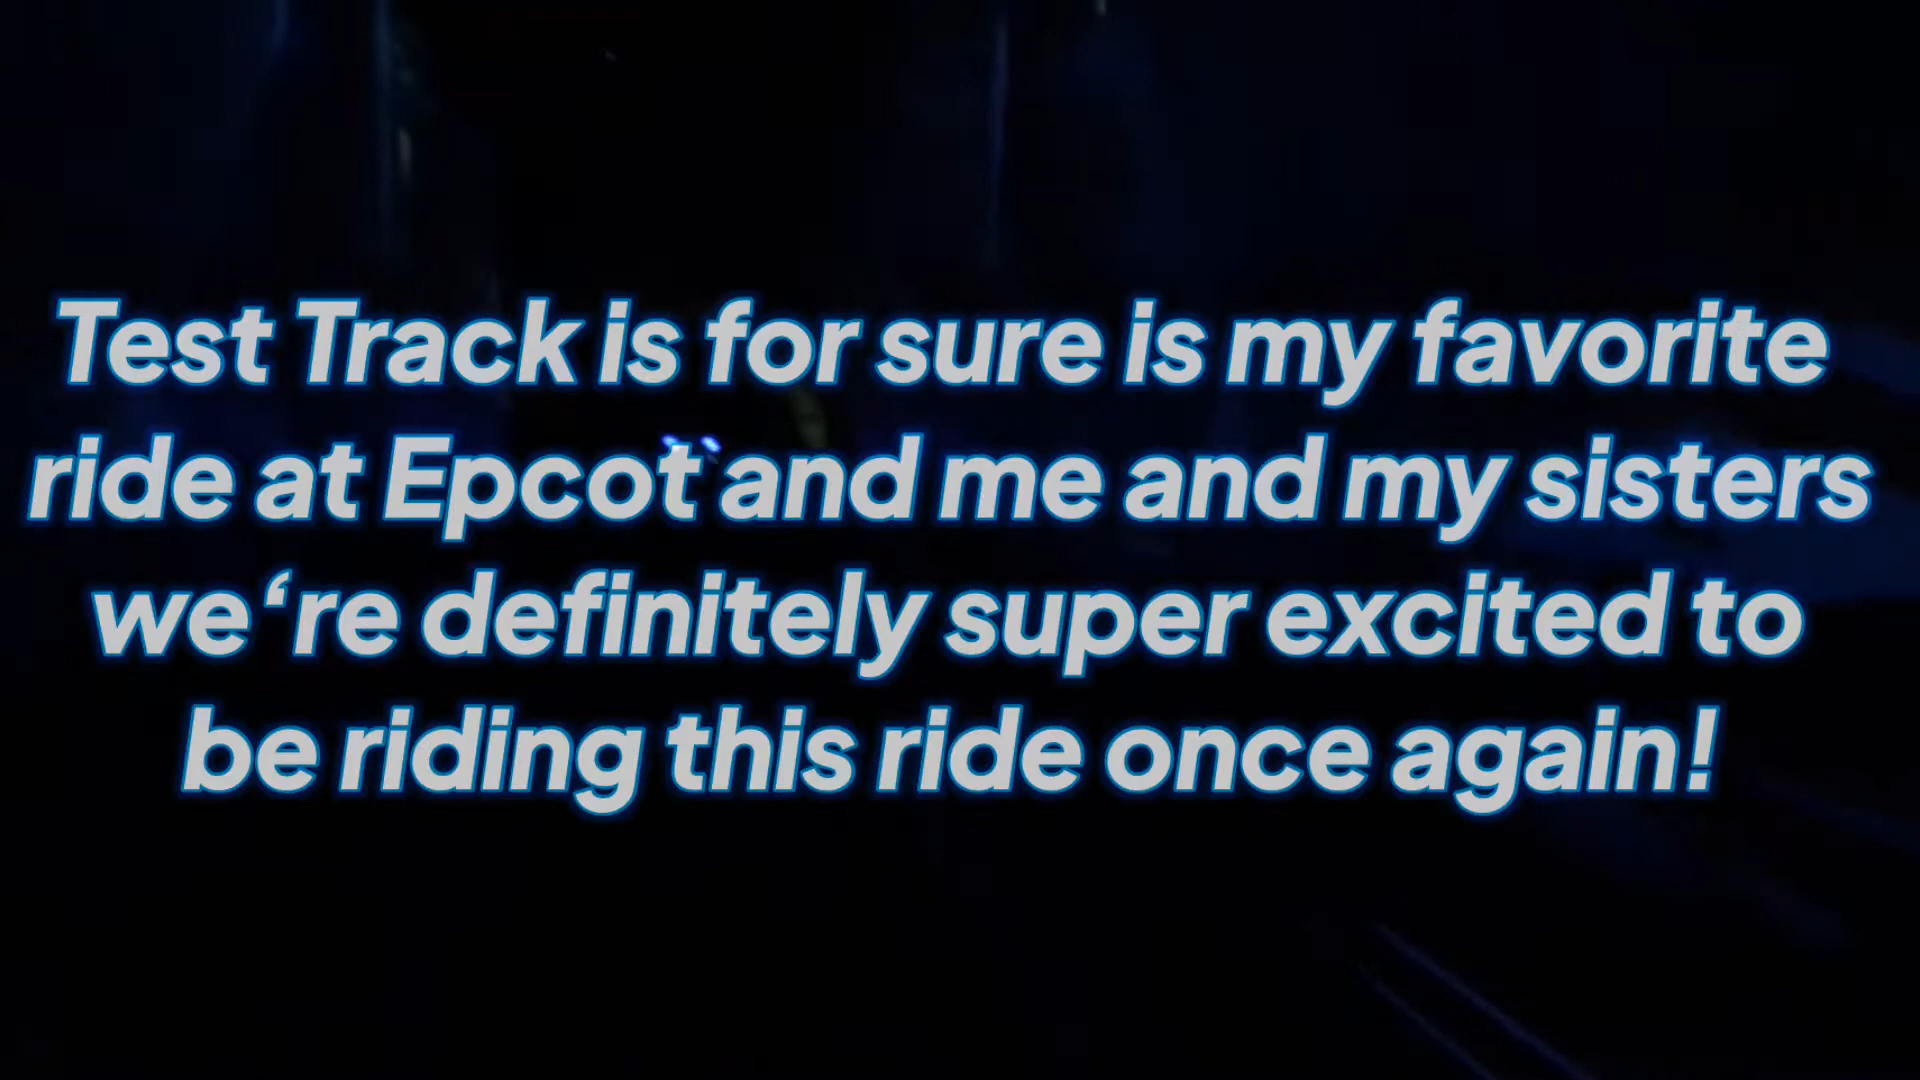 Test Track is for sure is my favorite
ride at Epcot and me and my sisters
we‘re definitely super excited to
be riding this ride once again!